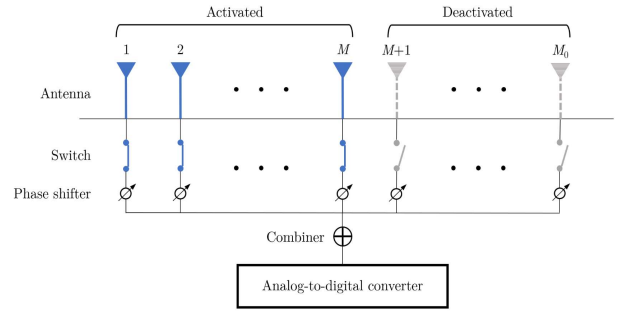 Activated Deactivated
1 2 M M+1 M₀
Antenna
Switch
Phase shifter
Combiner
Analog-to-digital converter